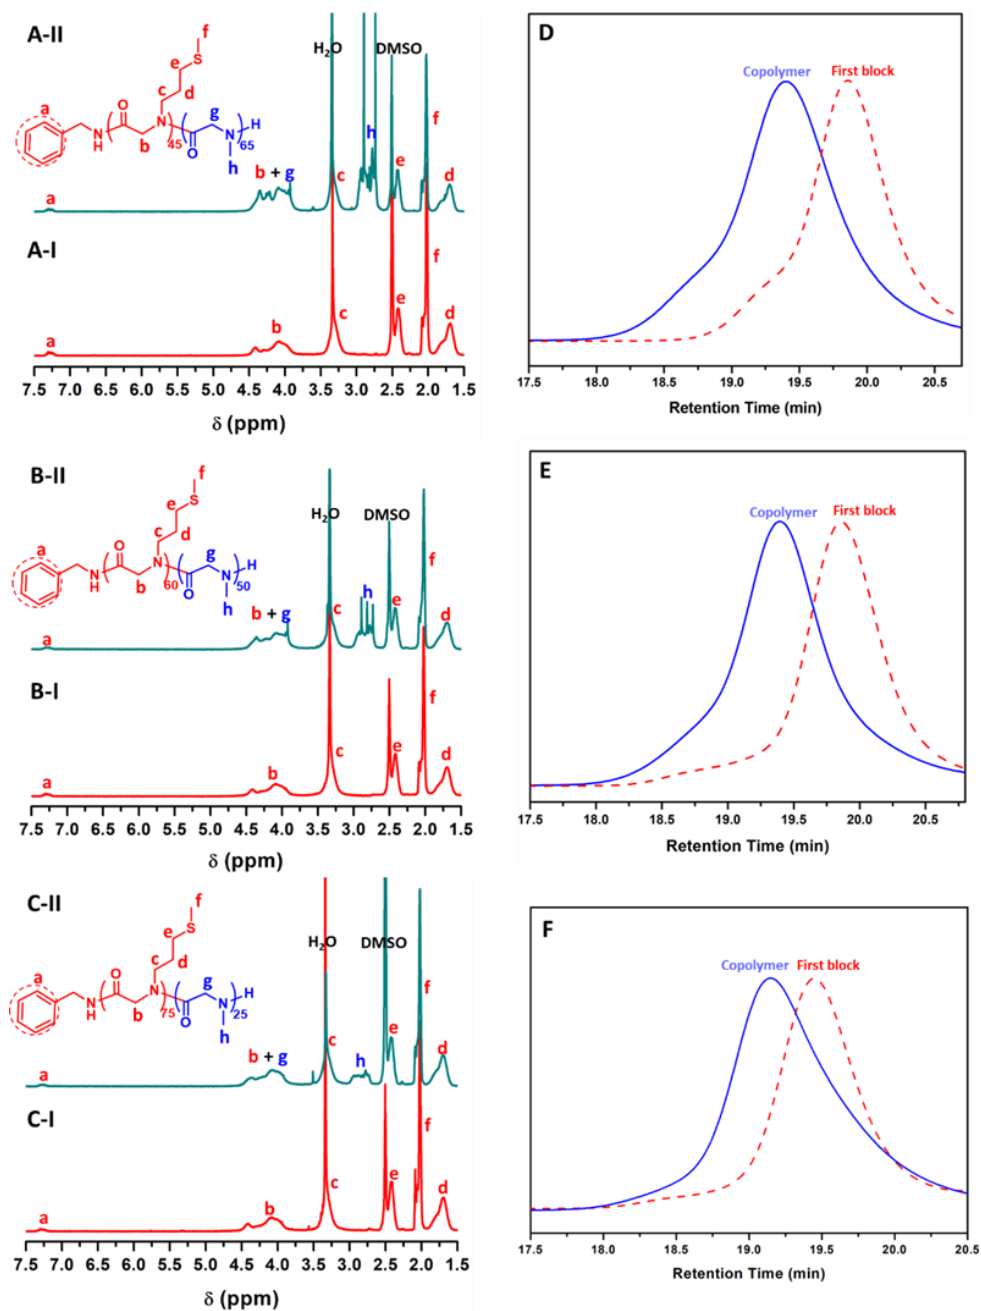 A-II
f
S
e
c
d
a
O
g
N
H
N
H
b
45
O
N
65
h
H₂O
DMSO
h
f
b + g
c
e
d
a
A-I
f
c
e
b
d
a
7.5 7.0 6.5 6.0 5.5 5.0 4.5 4.0 3.5 3.0 2.5 2.0 1.5
δ (ppm)
D
Copolymer
First block
17.5 18.0 18.5 19.0 19.5 20.0 20.5
Retention Time (min)
B-II
f
S
e
c
d
a
O
g
N
H
N
H
b
60
O
N
50
h
H₂O
DMSO
f
b + g
h
c
e
d
a
B-I
f
c
e
b
d
a
7.5 7.0 6.5 6.0 5.5 5.0 4.5 4.0 3.5 3.0 2.5 2.0 1.5
δ (ppm)
E
Copolymer
First block
17.5 18.0 18.5 19.0 19.5 20.0 20.5
Retention Time (min)
C-II
f
S
e
c
d
a
O
g
N
H
N
H
b
75
O
N
25
h
H₂O
DMSO
f
b + g
h
c
e
d
a
C-I
f
c
e
b
d
a
7.5 7.0 6.5 6.0 5.5 5.0 4.5 4.0 3.5 3.0 2.5 2.0 1.5
δ (ppm)
F
Copolymer
First block
17.5 18.0 18.5 19.0 19.5 20.0 20.5
Retention Time (min)